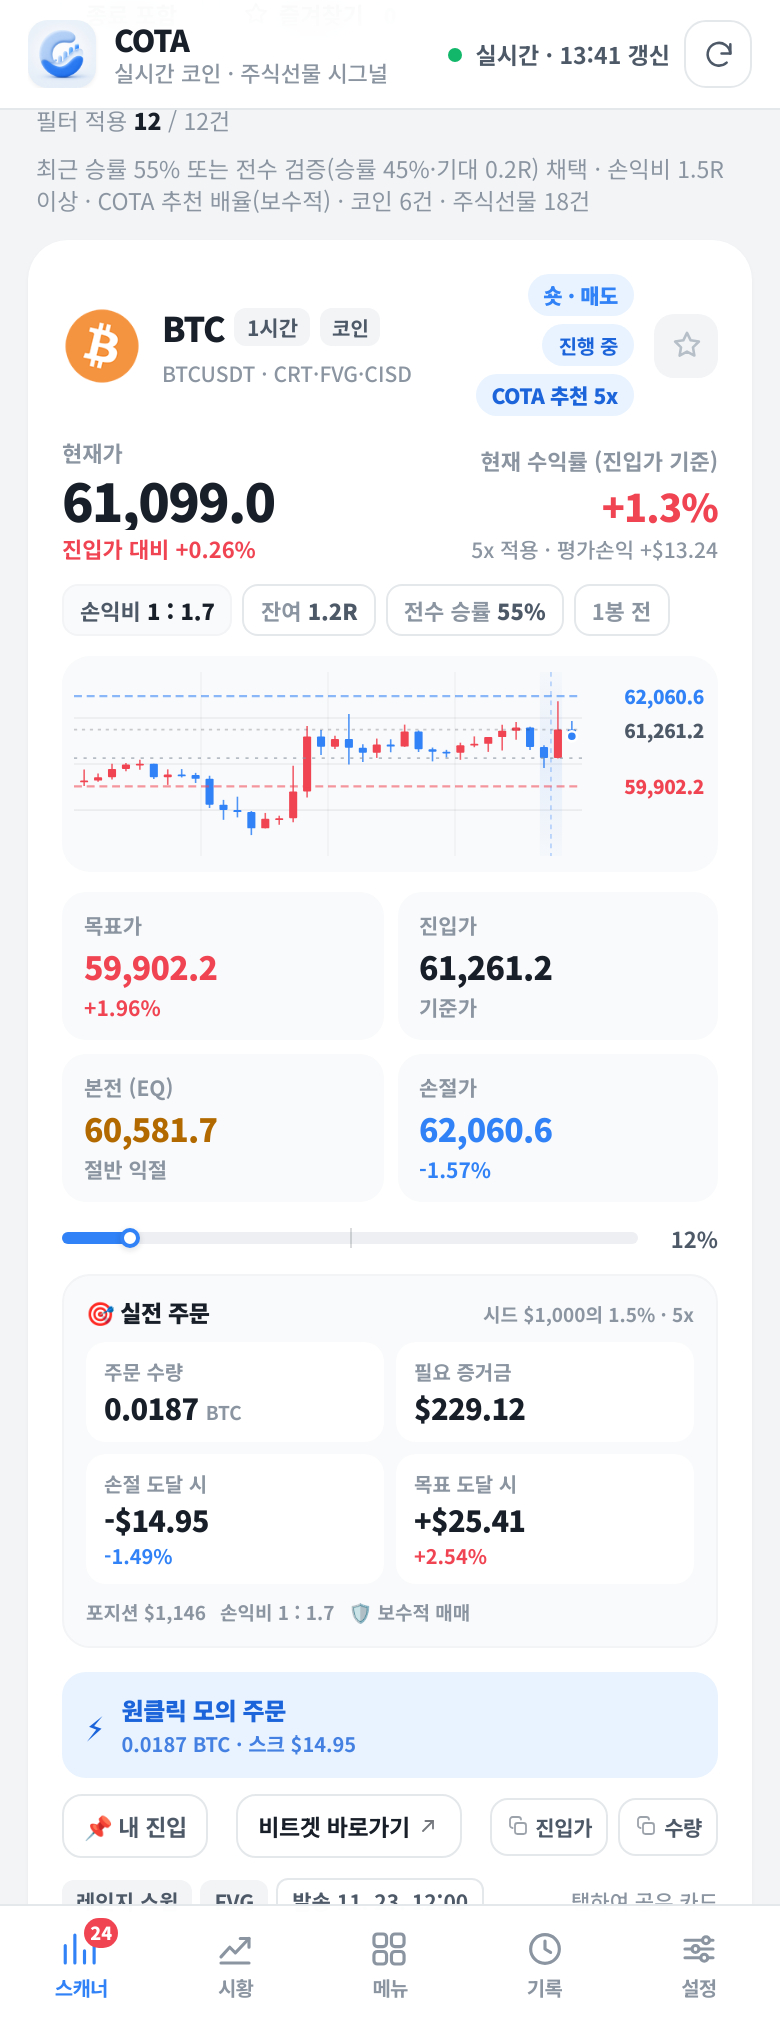 COTA
실시간 코인 · 주식선물 시그널
실시간 · 13:41 갱신
필터 적용 12 / 12건
최근 승률 55% 또는 전수 검증(승률 45%·기대 0.2R) 채택 · 손익비 1.5R
이상 · COTA 추천 배율(보수적) · 코인 6건 · 주식선물 18건
BTC 1시간 코인
BTCUSDT · CRT·FVG·CISD
숏 · 매도
진행 중
COTA 추천 5x
현재가
61,099.0
진입가 대비 +0.26%
현재 수익률 (진입가 기준)
+1.3%
5x 적용 · 평가손익 +$13.24
손익비 1 : 1.7 잔여 1.2R 전수 승률 55% 1봉 전
62,060.6
61,261.2
59,902.2
목표가
59,902.2
+1.96%
진입가
61,261.2
기준가
본전 (EQ)
60,581.7
절반 익절
손절가
62,060.6
-1.57%
12%
🎯 실전 주문
시드 $1,000의 1.5% · 5x
주문 수량
0.0187 BTC
필요 증거금
$229.12
손절 도달 시
-$14.95
-1.49%
목표 도달 시
+$25.41
+2.54%
포지션 $1,146 손익비 1 : 1.7 🛡️ 보수적 매매
⚡ 원클릭 모의 주문
0.0187 BTC · 리스크 $14.95
📌 내 진입 비트겟 바로가기 ↗ 진입가 수량
레인지 스윕 FVG 발송 11. 23. 12:00
24
스캐너 시황 메뉴 기록 설정